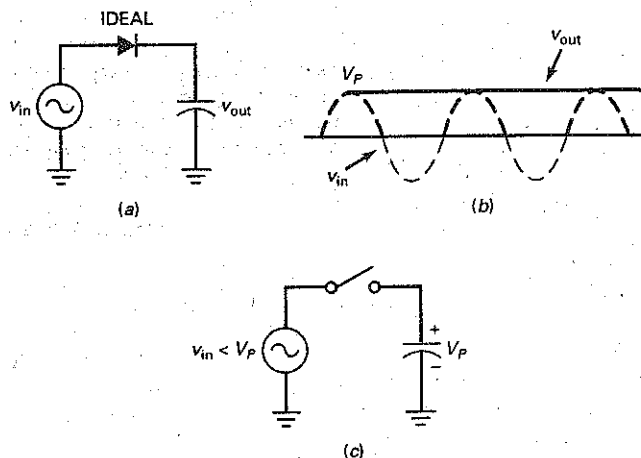 IDEAL
v_in
v_out
(a)
V_P
v_out
v_in
(b)
v_in < V_P
+
V_P
−
(c)